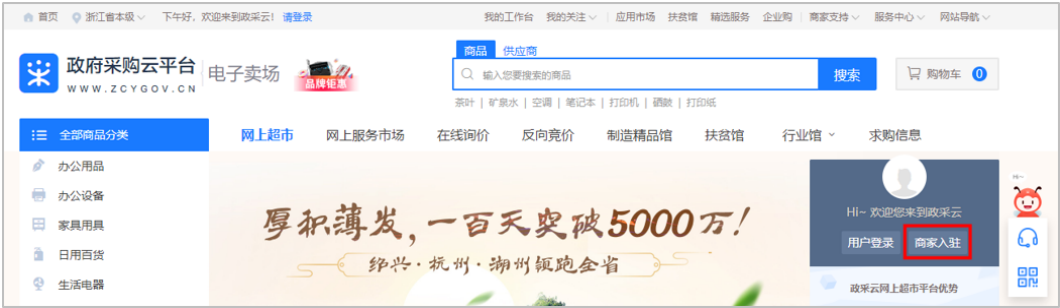 首页 浙江省本级 下午好，欢迎来到政采云！ 请登录 我的工作台 我的关注 应用市场 扶贫馆 精选服务 企业购 商家支持 服务中心 网站导航
商品 供应商
政府采购云平台 电子卖场 品牌钜惠 输入您要搜索的商品 搜索 购物车 0
WWW.ZCYGOV.CN
茶叶 | 矿泉水 | 空调 | 笔记本 | 打印机 | 硒鼓 | 打印纸
全部商品分类 网上超市 网上服务市场 在线询价 反向竞价 制造精品馆 扶贫馆 行业馆 求购信息
办公用品
办公设备
家具用具
日用百货
生活电器
厚积薄发，一百天突破5000万！
绍兴·杭州·湖州领跑全省
Hi~ 欢迎您来到政采云
用户登录 商家入驻
政采云网上超市平台优势
Hi~